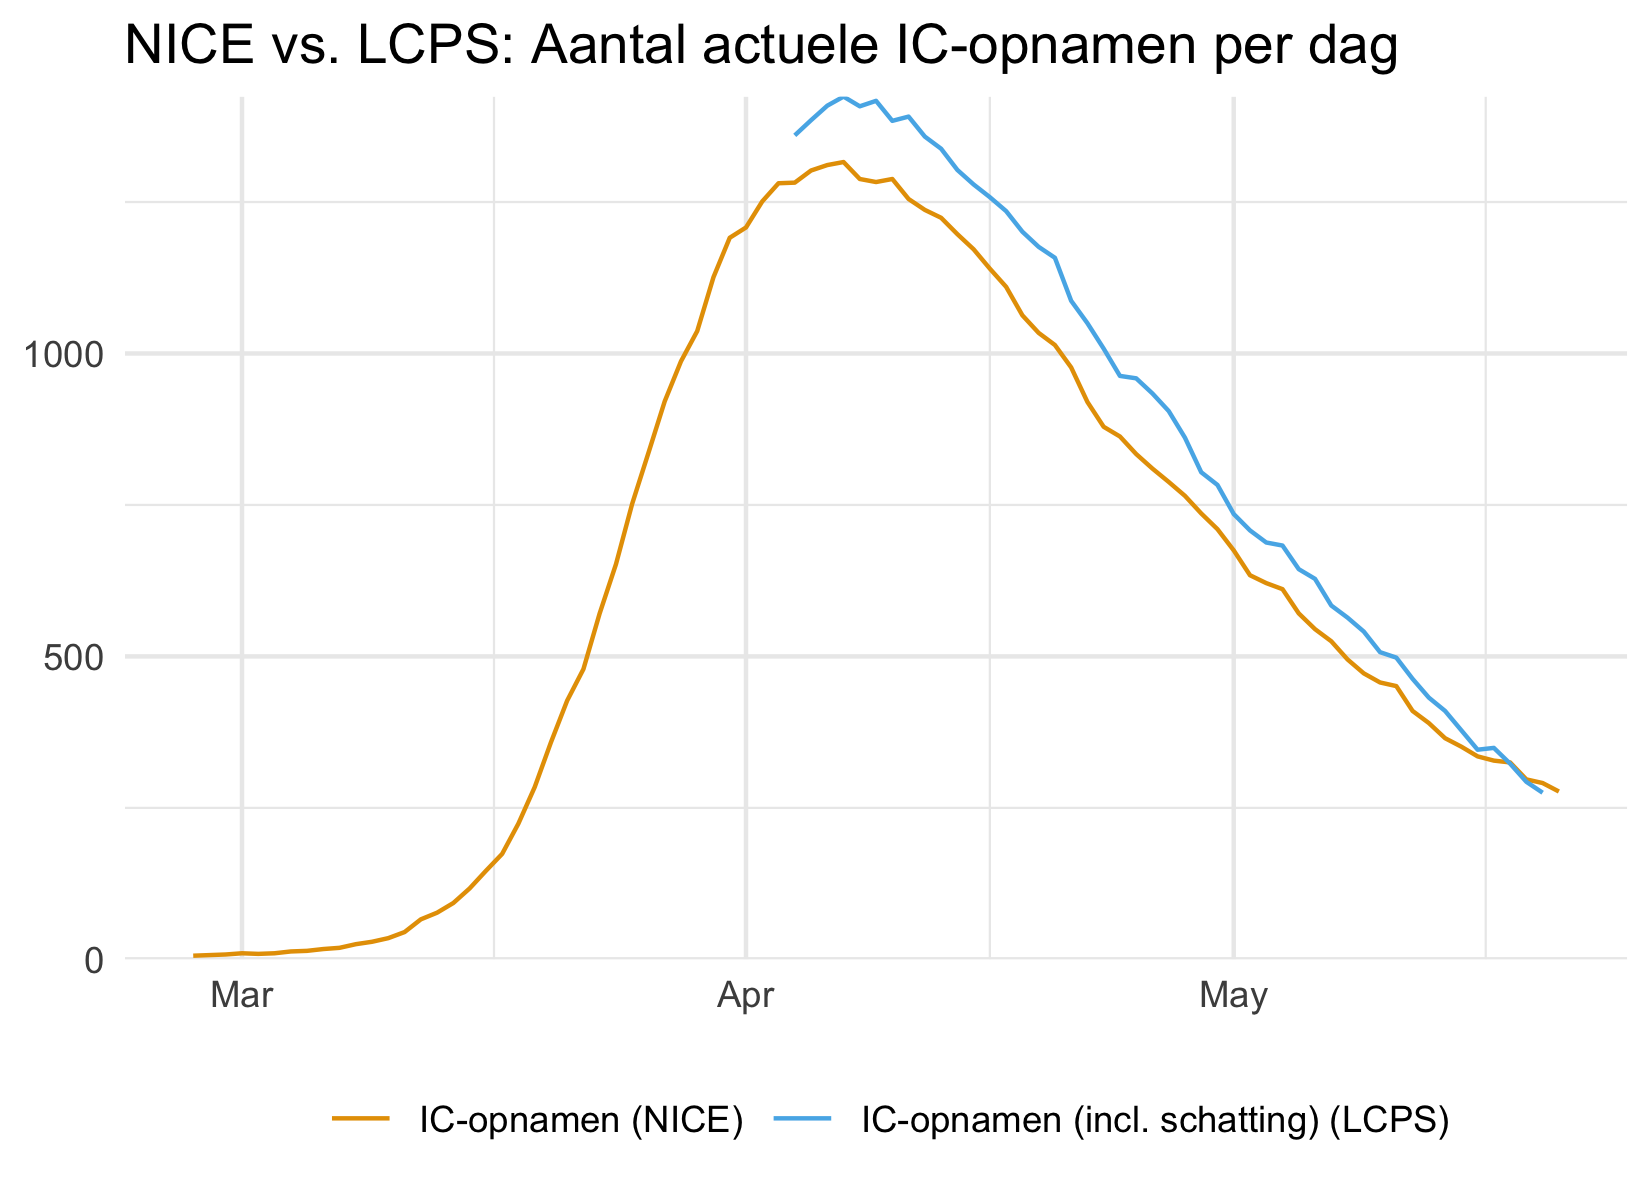 NICE vs. LCPS: Aantal actuele IC-opnamen per dag
1000
500
0
Mar Apr May
IC-opnamen (NICE) IC-opnamen (incl. schatting) (LCPS)